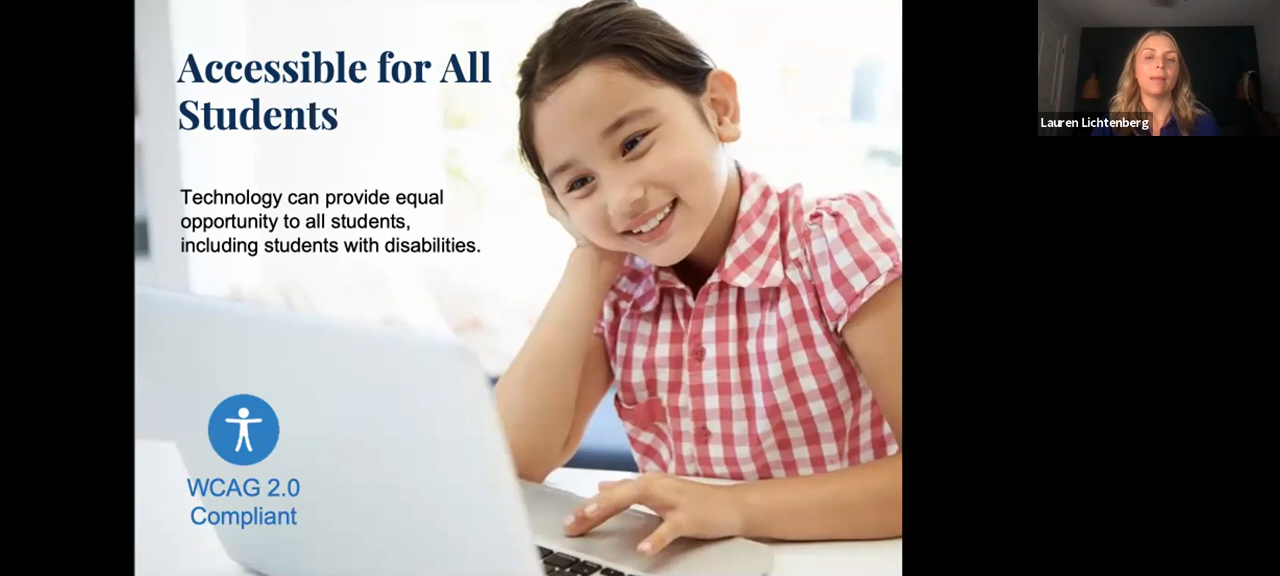 Accessible for All
Students
Technology can provide equal
opportunity to all students,
including students with disabilities.
WCAG 2.0
Compliant
Lauren Lichtenberg